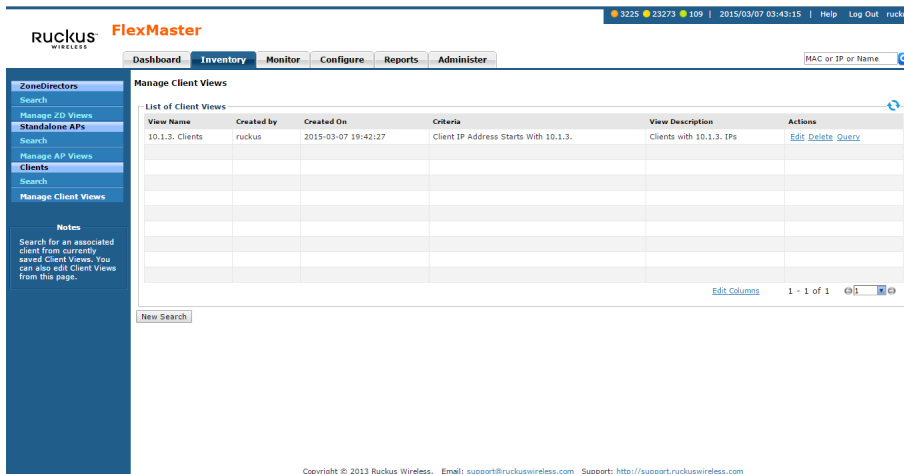 3225 23273 109 | 2015/03/07 03:43:15 | Help Log Out
Ruckus WIRELESS FlexMaster
Dashboard Inventory Monitor Configure Reports Administer MAC or IP or Name
ZoneDirectors
Search
Manage ZD Views
Standalone APs
Search
Manage AP Views
Clients
Search
Manage Client Views
Notes
Search for an associated
client from currently
saved Client Views. You
can also edit Client Views
from this page.
Manage Client Views
List of Client Views
View Name Created by Created On Criteria View Description Actions
10.1.3. Clients ruckus 2015-03-07 19:42:27 Client IP Address Starts With 10.1.3. Clients with 10.1.3. IPs Edit Delete Query
Edit Columns 1 - 1 of 1 1
New Search
Copyright © 2013 Ruckus Wireless. Email: support@ruckuswireless.com Support: http://support.ruckuswireless.com